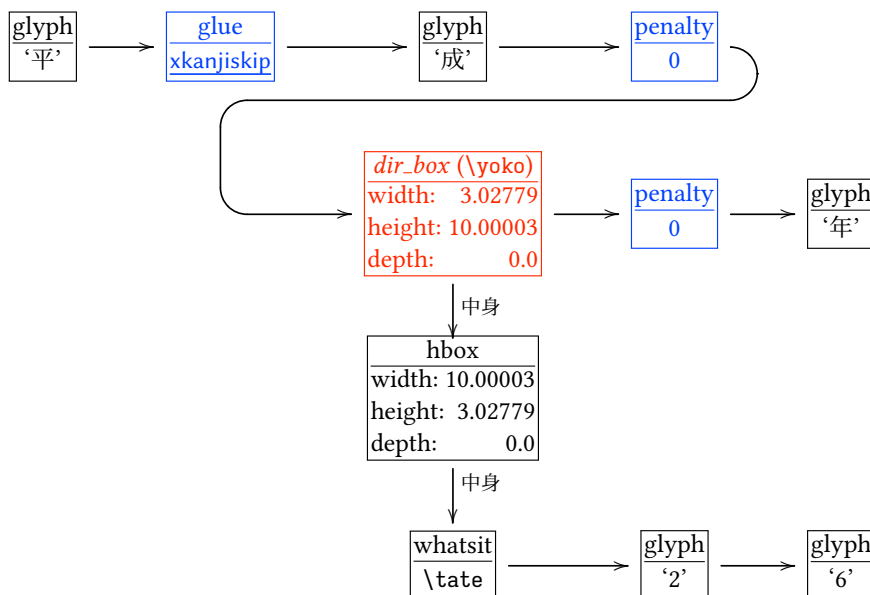 glyph
‘平’
glue
xkanjiskip
glyph
‘成’
penalty
0
dir_box (\yoko)
width: 3.02779
height: 10.00003
depth: 0.0
penalty
0
glyph
‘年’
中身
hbox
width: 10.00003
height: 3.02779
depth: 0.0
中身
whatsit
\tate
glyph
‘2’
glyph
‘6’